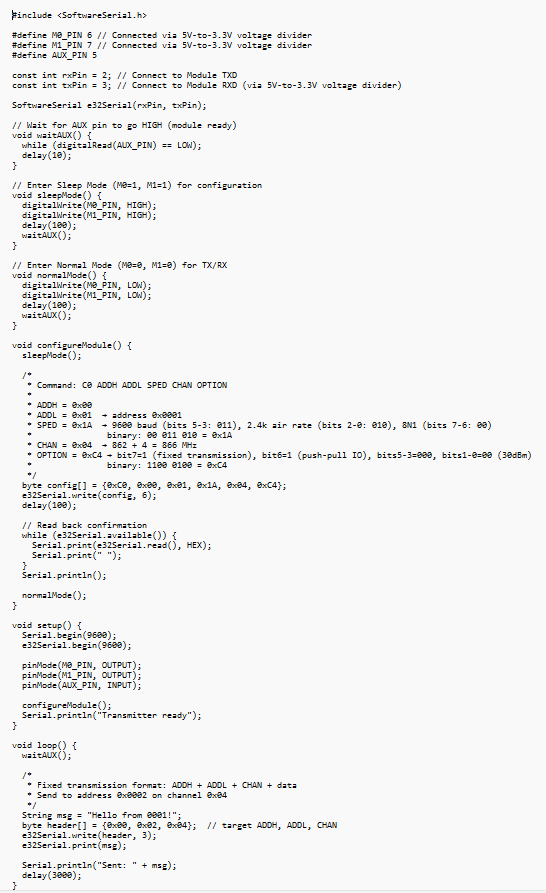 #include <SoftwareSerial.h>

#define M0_PIN 6 // Connected via 5V-to-3.3V voltage divider
#define M1_PIN 7 // Connected via 5V-to-3.3V voltage divider
#define AUX_PIN 5

const int rxPin = 2; // Connect to Module TXD
const int txPin = 3; // Connect to Module RXD (via 5V-to-3.3V voltage divider)

SoftwareSerial e32Serial(rxPin, txPin);

// Wait for AUX pin to go HIGH (module ready)
void waitAUX() {
  while (digitalRead(AUX_PIN) == LOW);
  delay(10);
}

// Enter Sleep Mode (M0=1, M1=1) for configuration
void sleepMode() {
  digitalWrite(M0_PIN, HIGH);
  digitalWrite(M1_PIN, HIGH);
  delay(100);
  waitAUX();
}

// Enter Normal Mode (M0=0, M1=0) for TX/RX
void normalMode() {
  digitalWrite(M0_PIN, LOW);
  digitalWrite(M1_PIN, LOW);
  delay(100);
  waitAUX();
}

void configureModule() {
  sleepMode();

  /*
   * Command: C0 ADDH ADDL SPED CHAN OPTION
   *
   * ADDH = 0x00
   * ADDL = 0x01  → address 0x0001
   * SPED = 0x1A  → 9600 baud (bits 5-3: 011), 2.4k air rate (bits 2-0: 010), 8N1 (bits 7-6: 00)
   *                binary: 00 011 010 = 0x1A
   * CHAN = 0x04  → 862 + 4 = 866 MHz
   * OPTION = 0xC4 → bit7=1 (fixed transmission), bit6=1 (push-pull IO), bits5-3=000, bits1-0=00 (30dBm)
   *                binary: 1100 0100 = 0xC4
   */
  byte config[] = {0xC0, 0x00, 0x01, 0x1A, 0x04, 0xC4};
  e32Serial.write(config, 6);
  delay(100);

  // Read back confirmation
  while (e32Serial.available()) {
    Serial.print(e32Serial.read(), HEX);
    Serial.print(" ");
  }
  Serial.println();

  normalMode();
}

void setup() {
  Serial.begin(9600);
  e32Serial.begin(9600);

  pinMode(M0_PIN, OUTPUT);
  pinMode(M1_PIN, OUTPUT);
  pinMode(AUX_PIN, INPUT);

  configureModule();
  Serial.println("Transmitter ready");
}

void loop() {
  waitAUX();

  /*
   * Fixed transmission format: ADDH + ADDL + CHAN + data
   * Send to address 0x0002 on channel 0x04
   */
  String msg = "Hello from 0001!";
  byte header[] = {0x00, 0x02, 0x04};  // target ADDH, ADDL, CHAN
  e32Serial.write(header, 3);
  e32Serial.print(msg);

  Serial.println("Sent: " + msg);
  delay(3000);
}